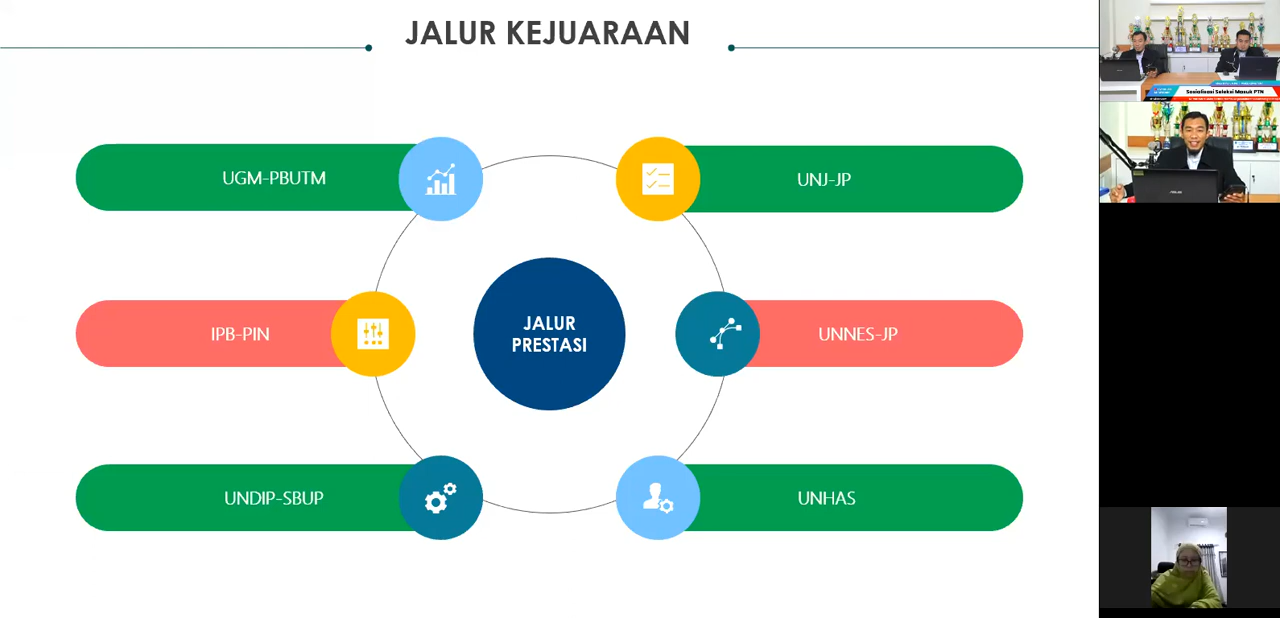 JALUR KEJUARAAN
UGM-PBUTM
UNJ-JP
IPB-PIN
JALUR
PRESTASI
UNNES-JP
UNDIP-SBUP
UNHAS
Sosialisasi Seleksi Masuk PTN